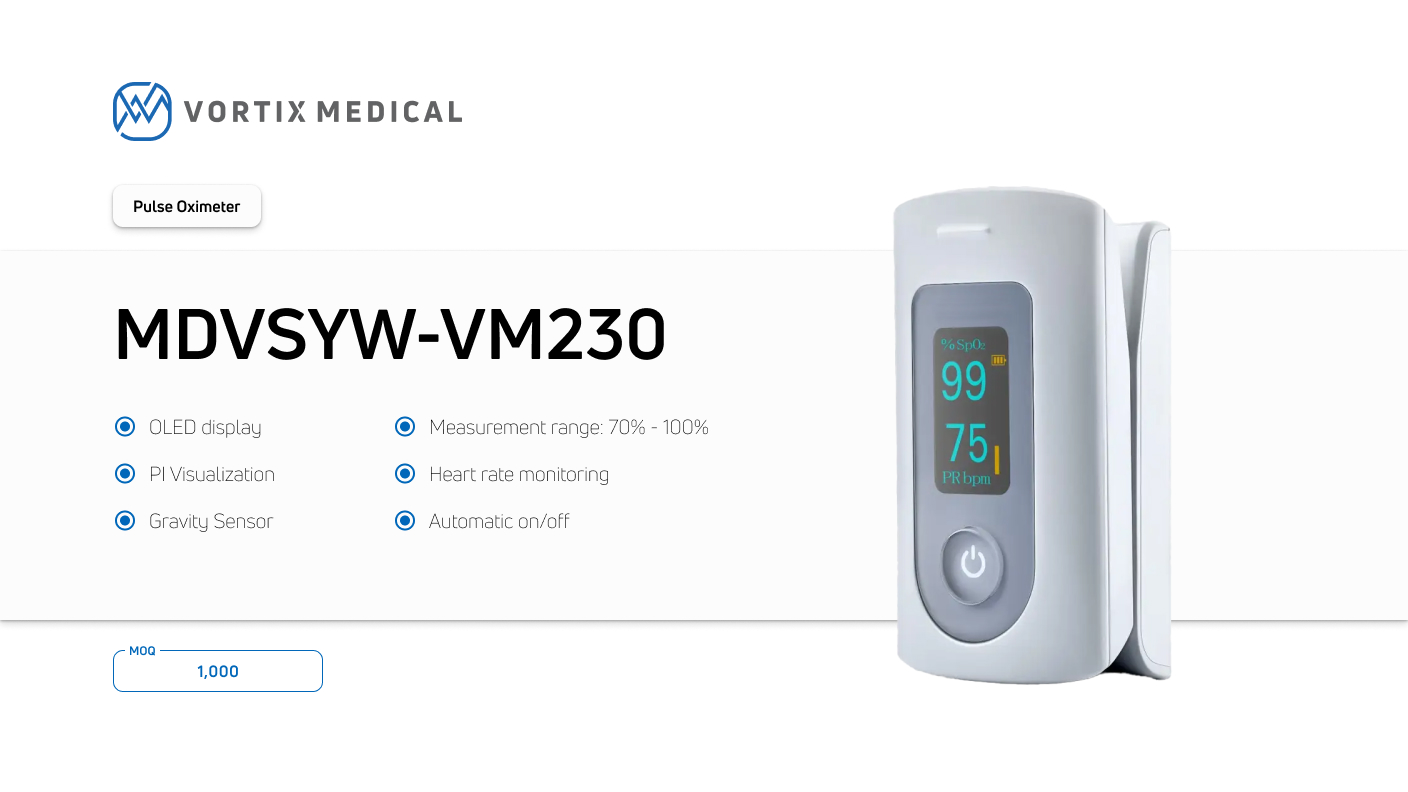 VORTIX MEDICAL
Pulse Oximeter
MDVSYW-VM230
OLED display
Measurement range: 70% - 100%
PI Visualization
Heart rate monitoring
Gravity Sensor
Automatic on/off
MOQ
1,000
%SpO₂
99
75
PR bpm